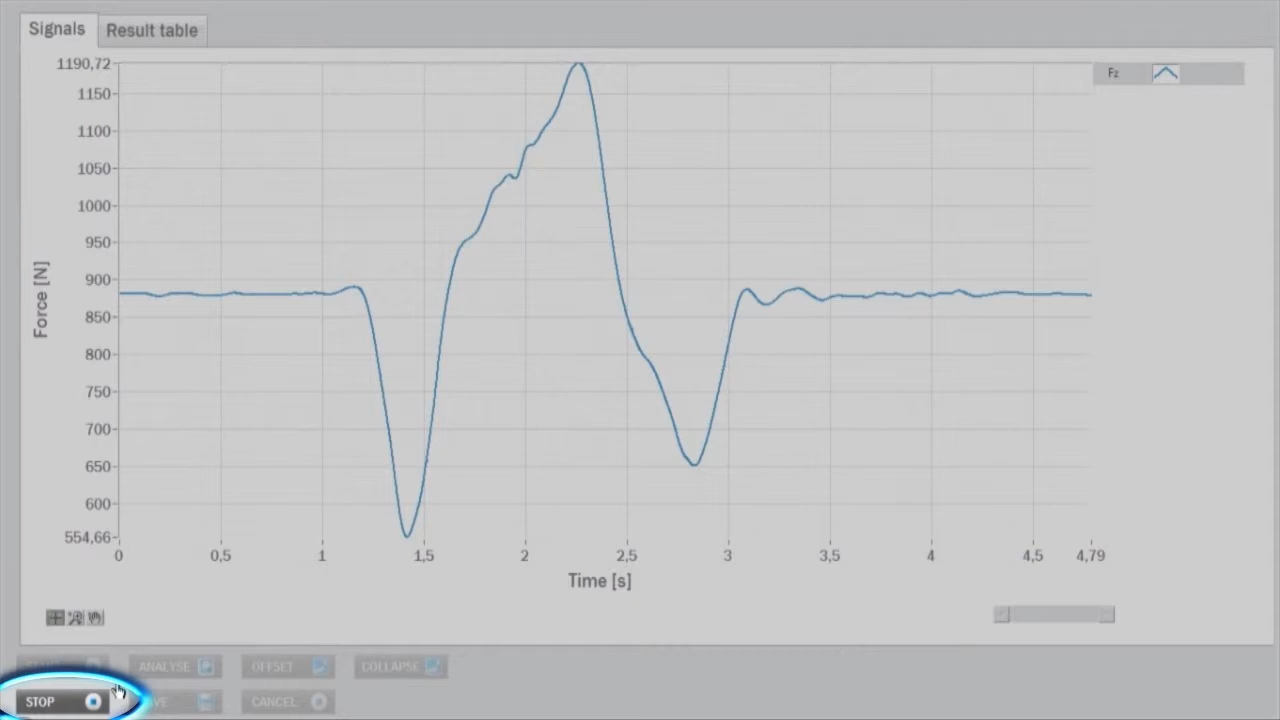 Signals Result table
1190,72
1150
1100
1050
1000
950
900
850
800
750
700
650
600
554,66
Force [N]
0 0,5 1 1,5 2 2,5 3 3,5 4 4,5 4,79
Time [s]
Fz
ANALYSE OFFSET COLLAPSE
STOP CANCEL